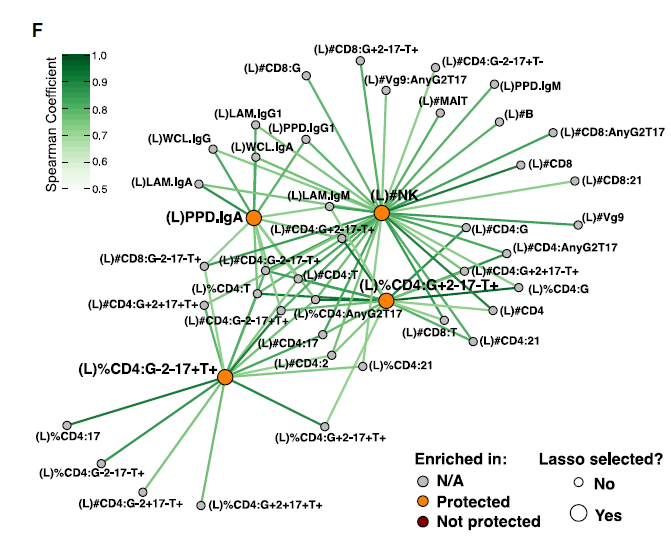 F
Spearman Coefficient
1.0
0.9
0.8
0.7
0.6
0.5
(L)#CD8:G+2-17-T+
(L)#CD8:G
(L)#CD4:G-2-17+T-
(L)#Vg9:AnyG2T17
(L)PPD.IgM
(L)#MAIT
(L)LAM.IgG1
(L)#B
(L)PPD.IgG1
(L)#CD8:AnyG2T17
(L)WCL.IgG
(L)WCL.IgA
(L)#CD8
(L)LAM.IgA
(L)#CD8:21
(L)LAM.IgM
(L)#NK
(L)PPD.IgA
(L)#Vg9
(L)#CD4:G+2-17-T+
(L)#CD4:G
(L)#CD4:AnyG2T17
(L)#CD8:G-2-17-T+
(L)#CD4:G-2-17-T+
(L)#CD4:T
(L)#CD4:G+2+17-T+
(L)%CD4:G+2-17-T+
(L)%CD4:T
(L)%CD4:G
(L)#CD4:G+2+17+T+
(L)%CD4:AnyG2T17
(L)#CD4
(L)#CD4:G-2-17+T+
(L)#CD8:T
(L)#CD4:17
(L)#CD4:21
(L)#CD4:2
(L)%CD4:21
(L)%CD4:G-2-17+T+
(L)%CD4:17
(L)%CD4:G+2-17+T+
(L)%CD4:G-2-17-T+
(L)#CD4:G-2+17-T+
(L)%CD4:G+2+17+T+
Enriched in:
N/A
Protected
Not protected
Lasso selected?
No
Yes